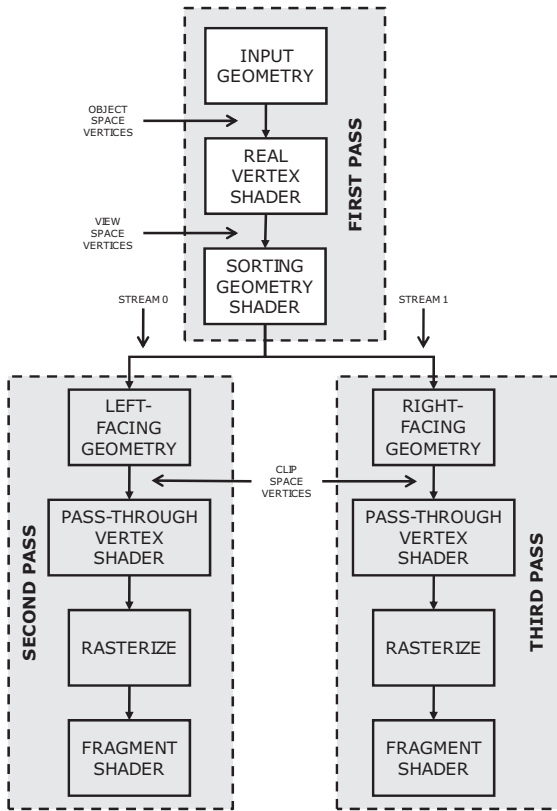 INPUT
GEOMETRY
OBJECT
SPACE
VERTICES
REAL
VERTEX
SHADER
FIRST PASS
VIEW
SPACE
VERTICES
SORTING
GEOMETRY
SHADER
STREAM 0
STREAM 1
LEFT-
FACING
GEOMETRY
RIGHT-
FACING
GEOMETRY
CLIP
SPACE
VERTICES
PASS-THROUGH
VERTEX
SHADER
PASS-THROUGH
VERTEX
SHADER
SECOND PASS
THIRD PASS
RASTERIZE
RASTERIZE
FRAGMENT
SHADER
FRAGMENT
SHADER